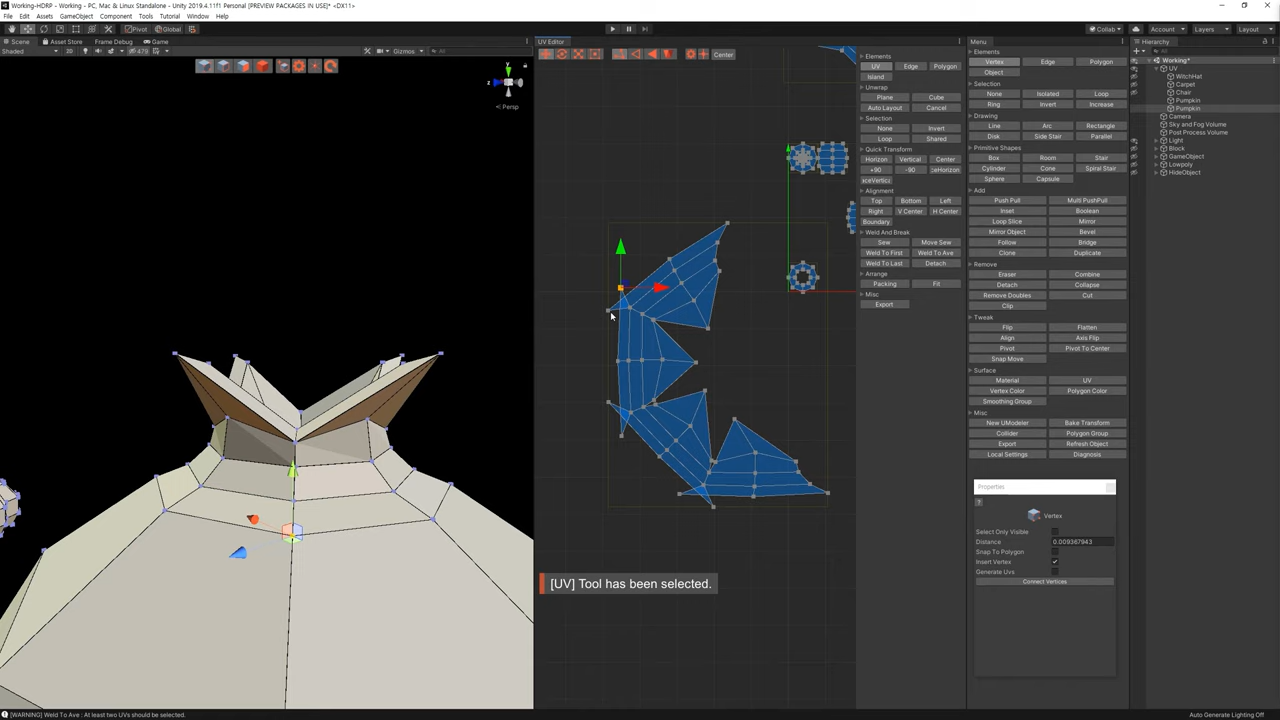 Working-HDRP - Working - PC, Mac & Linux Standalone - Unity 2019.4.11f1 Personal [PREVIEW PACKAGES IN USE]* <DX11>
File Edit Assets GameObject Component Tools Tutorial Window Help
Pivot Global Collab Account Layers Layout
Scene Asset Store Frame Debug Game
Shaded 2D 479 Gizmos All
y
z
Persp
UV Editor
Center
Elements
UV Edge Polygon
Island
Unwrap
Plane Cube
Auto Layout Cancel
Selection
None Invert
Loop Shared
Quick Transform
Horizon Vertical Center
+90 -90 :eHorizon
aceVertica
Alignment
Top Bottom Left
Right V Center H Center
Boundary
Weld And Break
Sew Move Sew
Weld To First Weld To Ave
Weld To Last Detach
Arrange
Packing Fit
Misc
Export
[UV] Tool has been selected.
Menu
Elements
Vertex Edge Polygon
Object
Selection
None Isolated Loop
Ring Invert Increase
Drawing
Line Arc Rectangle
Disk Side Stair Parallel
Primitive Shapes
Box Room Stair
Cylinder Cone Spiral Stair
Sphere Capsule
Add
Push Pull Multi PushPull
Inset Boolean
Loop Slice Mirror
Mirror Object Bevel
Follow Bridge
Clone Duplicate
Remove
Eraser Combine
Detach Collapse
Remove Doubles Cut
Clip
Tweak
Flip Flatten
Align Axis Flip
Pivot Pivot To Center
Snap Move
Surface
Material UV
Vertex Color Polygon Color
Smoothing Group
Misc
New UModeler Bake Transform
Collider Polygon Group
Export Refresh Object
Local Settings Diagnosis
Properties
?
Vertex
Select Only Visible
Distance 0.009367943
Snap To Polygon
Insert Vertex
Generate Uvs
Connect Vertices
Hierarchy
All
Working*
UV
WitchHat
Carpet
Chair
Pumpkin
Pumpkin
Camera
Sky and Fog Volume
Post Process Volume
Light
Block
GameObject
Lowpoly
HideObject
[WARNING] Weld To Ave : At least two UVs should be selected.
Auto Generate Lighting Off